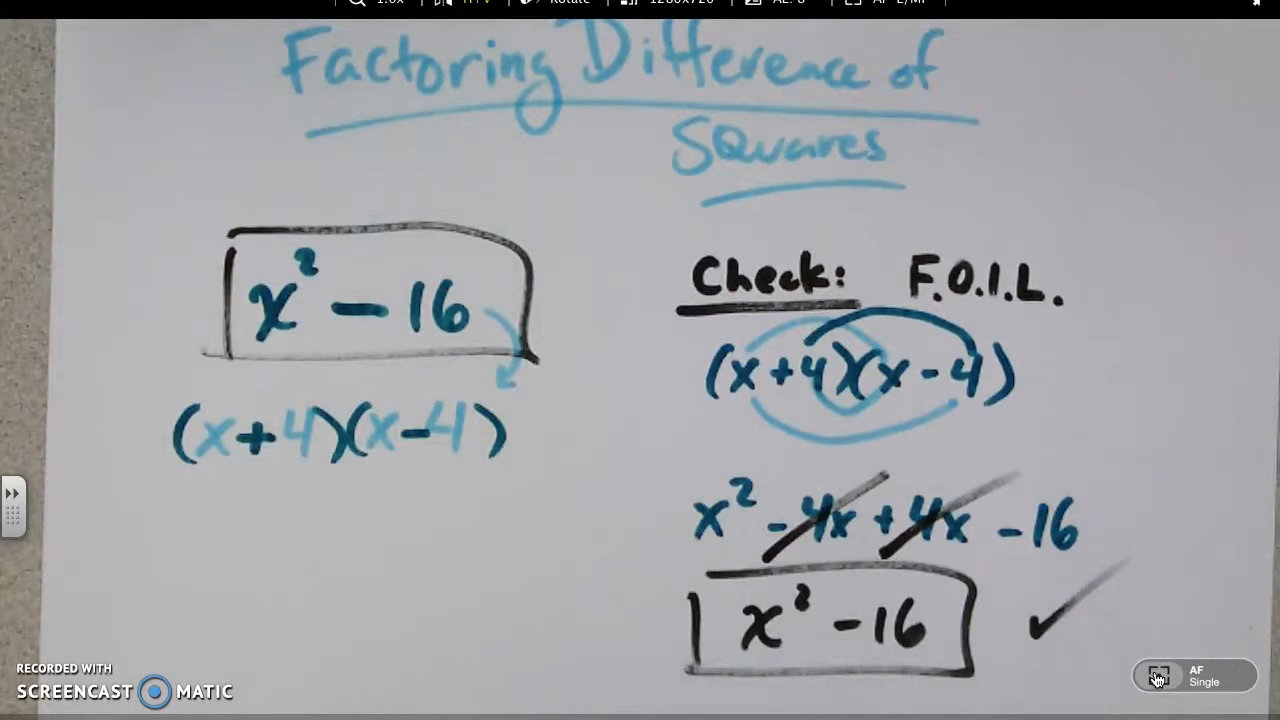 Factoring Difference of
Squares
x² - 16
(x+4)(x-4)
Check: F.O.I.L.
(x+4)(x-4)
x² - 4x + 4x - 16
x² - 16
RECORDED WITH
SCREENCAST MATIC
AF
Single